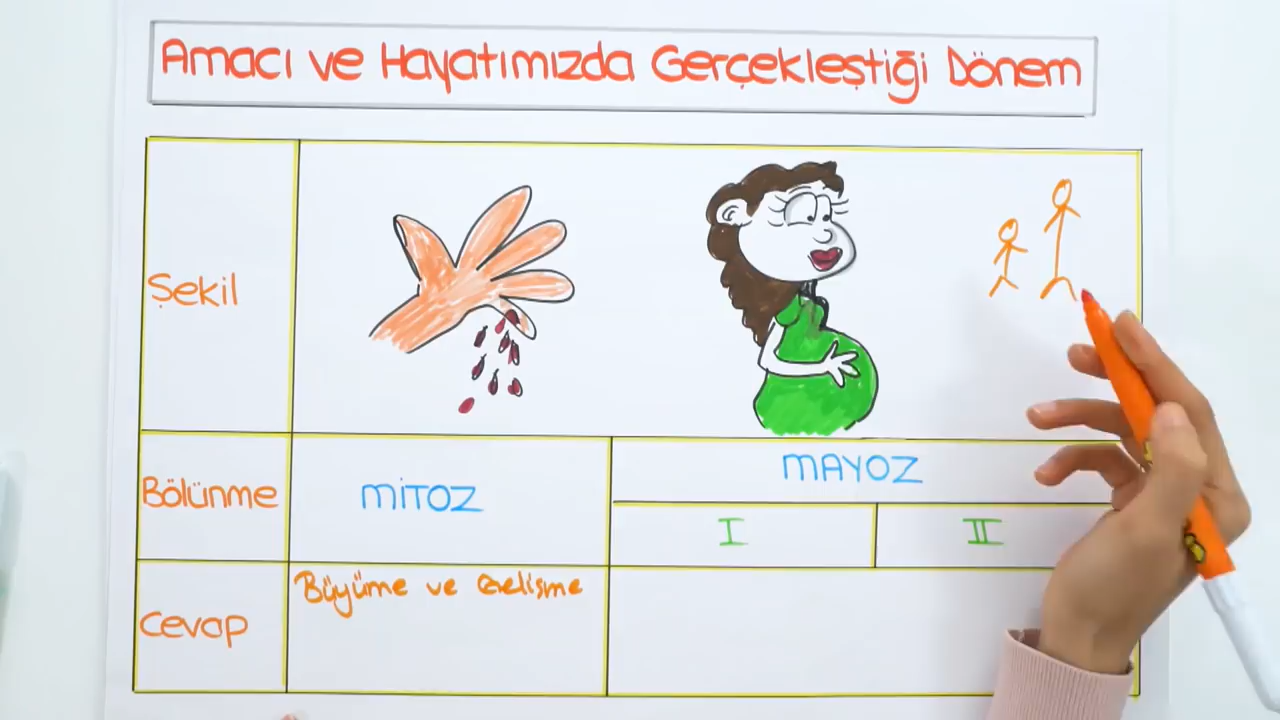 Amacı ve Hayatımızda Gerçekleştiği Dönem
Şekil
Bölünme
MİTOZ
MAYOZ
I
II
Cevap
Büyüme ve Gelişme